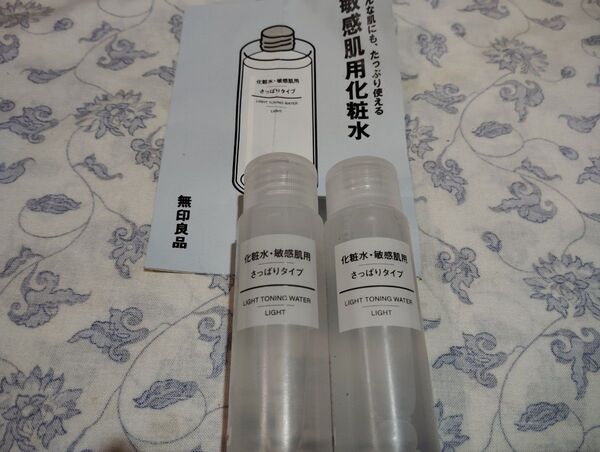 んな肌にも、たっぷり使える
敏感肌用化粧水
化粧水・敏感肌用
さっぱりタイプ
LIGHT TONING WATER
LIGHT
無印良品
化粧水・敏感肌用
さっぱりタイプ
LIGHT TONING WATER
LIGHT
化粧水・敏感肌用
さっぱりタイプ
LIGHT TONING WATER
LIGHT